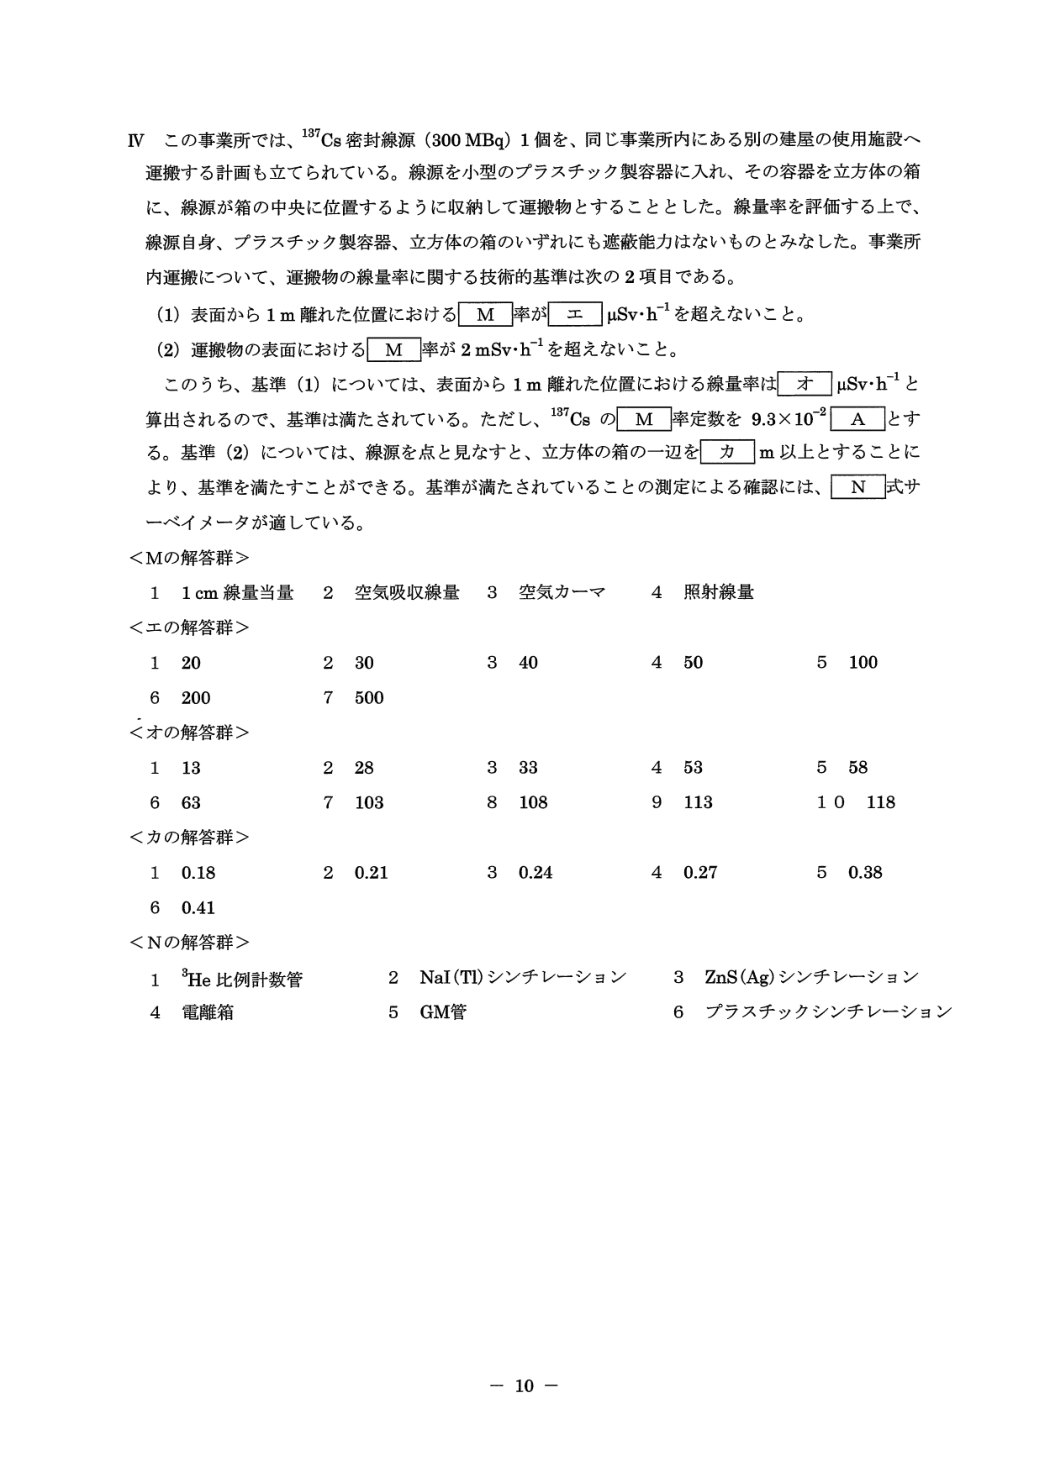 Ⅳ この事業所では、¹³⁷Cs 密封線源（300 MBq）1 個を、同じ事業所内にある別の建屋の使用施設へ
運搬する計画も立てられている。線源を小型のプラスチック製容器に入れ、その容器を立方体の箱
に、線源が箱の中央に位置するように収納して運搬物とすることとした。線量率を評価する上で、
線源自身、プラスチック製容器、立方体の箱のいずれにも遮蔽能力はないものとみなした。事業所
内運搬について、運搬物の線量率に関する技術的基準は次の 2 項目である。
（1）表面から 1 m 離れた位置における M 率が エ μSv·h⁻¹ を超えないこと。
（2）運搬物の表面における M 率が 2 mSv·h⁻¹ を超えないこと。
このうち、基準（1）については、表面から 1 m 離れた位置における線量率は オ μSv·h⁻¹ と
算出されるので、基準は満たされている。ただし、¹³⁷Cs の M 率定数を 9.3×10⁻² A とす
る。基準（2）については、線源を点と見なすと、立方体の箱の一辺を カ m 以上とすることに
より、基準を満たすことができる。基準が満たされていることの測定による確認には、 N 式サ
ーベイメータが適している。
＜Mの解答群＞
1 1 cm 線量当量 2 空気吸収線量 3 空気カーマ 4 照射線量
＜エの解答群＞
1 20 2 30 3 40 4 50 5 100
6 200 7 500
＜オの解答群＞
1 13 2 28 3 33 4 53 5 58
6 63 7 103 8 108 9 113 1 0 118
＜カの解答群＞
1 0.18 2 0.21 3 0.24 4 0.27 5 0.38
6 0.41
＜Nの解答群＞
1 ³He 比例計数管 2 NaI(Tl)シンチレーション 3 ZnS(Ag)シンチレーション
4 電離箱 5 GM管 6 プラスチックシンチレーション
― 10 ―